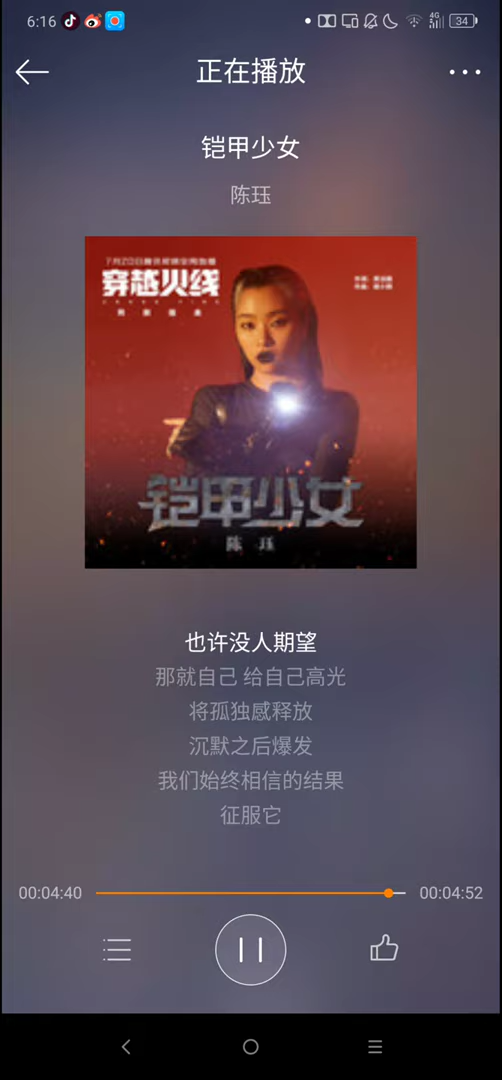 6:16
4G
34
正在播放
铠甲少女
陈珏
穿越火线
铠甲少女
陈 珏
也许没人期望
那就自己 给自己高光
将孤独感释放
沉默之后爆发
我们始终相信的结果
征服它
00:04:40
00:04:52